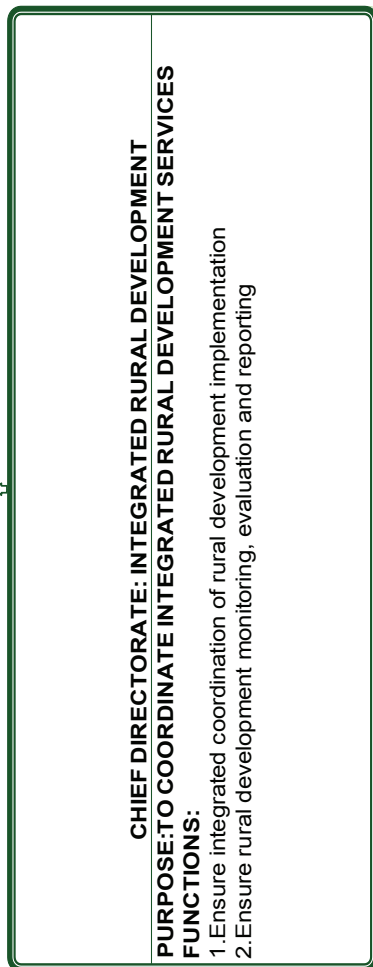 CHIEF DIRECTORATE: INTEGRATED RURAL DEVELOPMENT
PURPOSE:TO COORDINATE INTEGRATED RURAL DEVELOPMENT SERVICES
FUNCTIONS:
1.Ensure integrated coordination of rural development implementation
2.Ensure rural development monitoring, evaluation and reporting